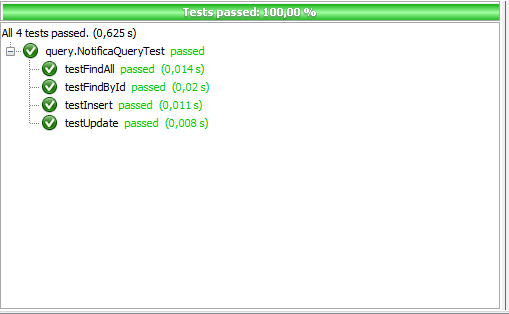 Tests passed: 100,00 %
All 4 tests passed. (0,625 s)
query.NotificaQueryTest passed
testFindAll passed (0,014 s)
testFindById passed (0,02 s)
testInsert passed (0,011 s)
testUpdate passed (0,008 s)